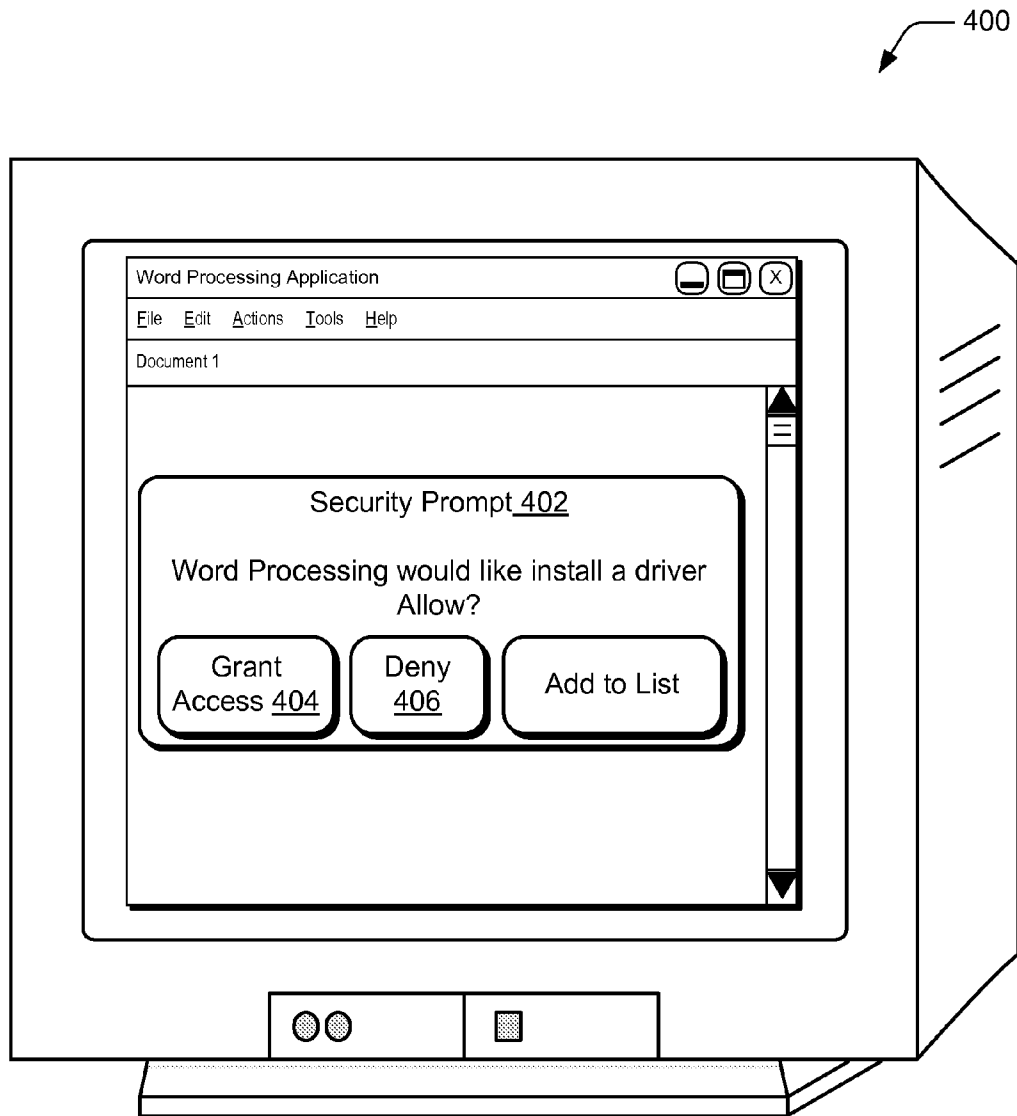 400
Word Processing Application
X
File Edit Actions Tools Help
Document 1
Security Prompt 402
Word Processing would like install a driver
Allow?
Grant
Access 404
Deny
406
Add to List